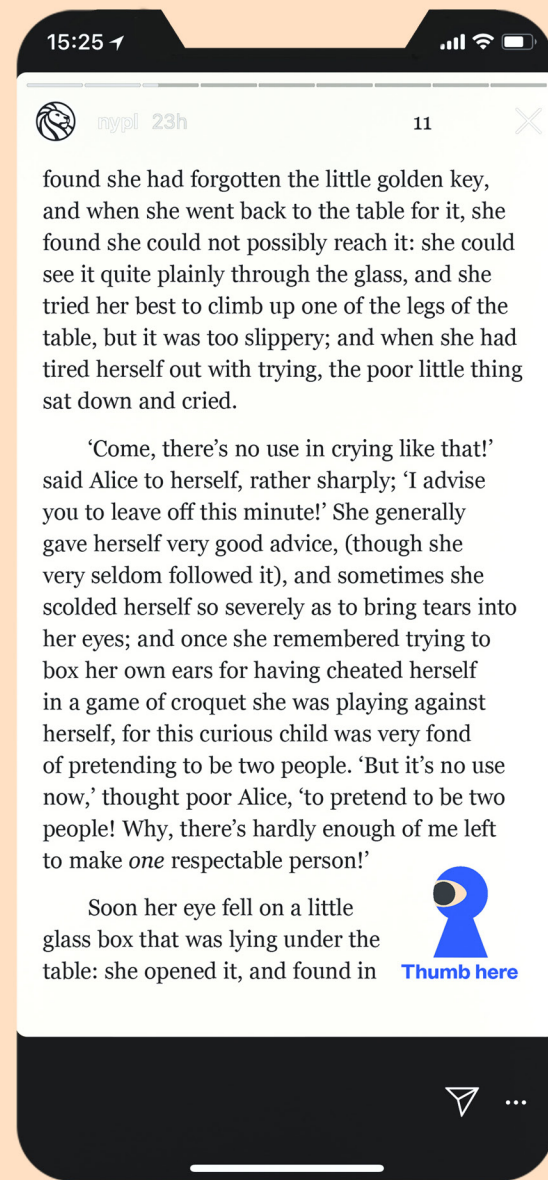 15:25
nypl 23h
11
found she had forgotten the little golden key,
and when she went back to the table for it, she
found she could not possibly reach it: she could
see it quite plainly through the glass, and she
tried her best to climb up one of the legs of the
table, but it was too slippery; and when she had
tired herself out with trying, the poor little thing
sat down and cried.
‘Come, there’s no use in crying like that!’
said Alice to herself, rather sharply; ‘I advise
you to leave off this minute!’ She generally
gave herself very good advice, (though she
very seldom followed it), and sometimes she
scolded herself so severely as to bring tears into
her eyes; and once she remembered trying to
box her own ears for having cheated herself
in a game of croquet she was playing against
herself, for this curious child was very fond
of pretending to be two people. ‘But it’s no use
now,’ thought poor Alice, ‘to pretend to be two
people! Why, there’s hardly enough of me left
to make one respectable person!’
Soon her eye fell on a little
glass box that was lying under the
table: she opened it, and found in
Thumb here